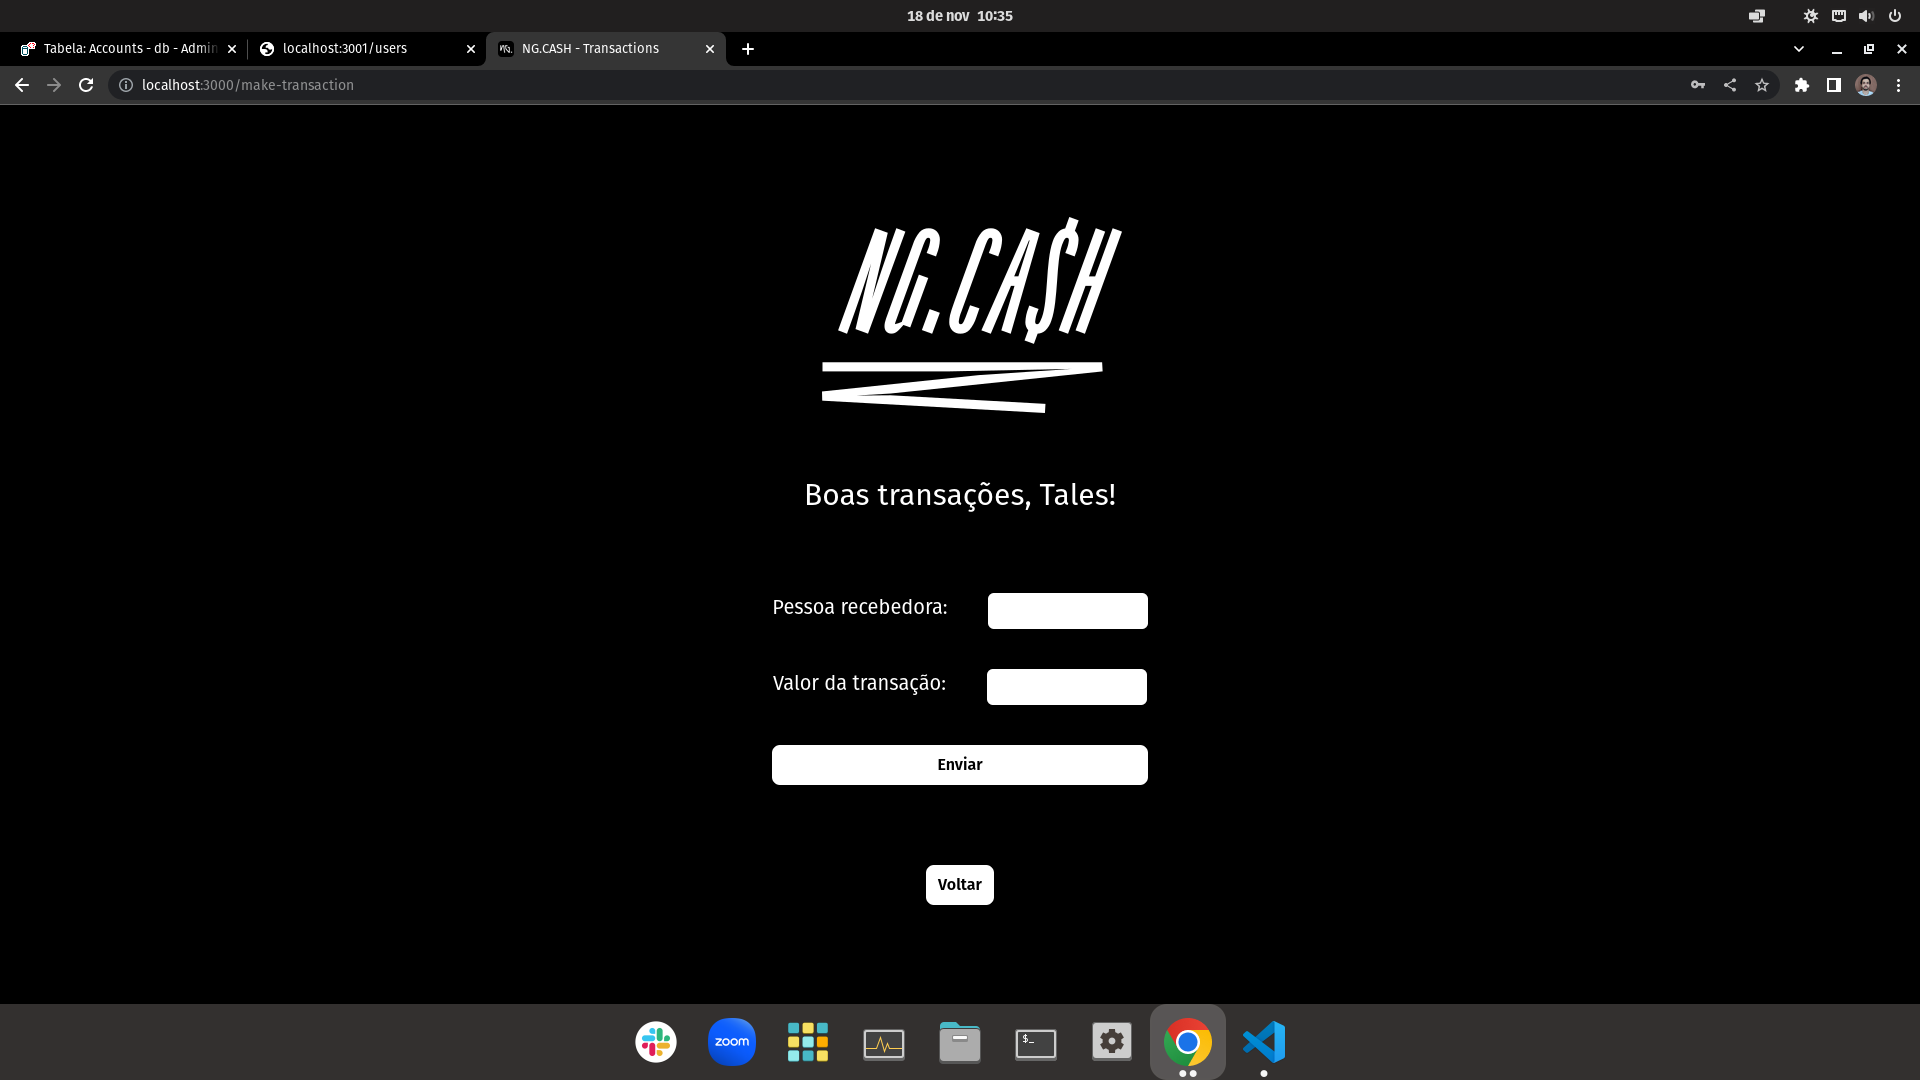 18 de nov 10:35
Tabela: Accounts - db - Admin
localhost:3001/users
NG.CASH - Transactions
localhost:3000/make-transaction
NG.CA$H
Boas transações, Tales!
Pessoa recebedora:
Valor da transação:
Enviar
Voltar
zoom
$_